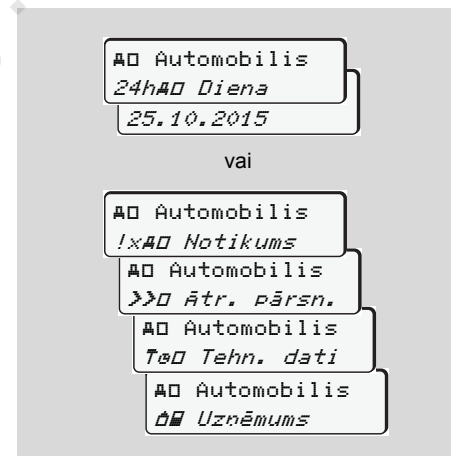 Automobilis
24h Diena
25.10.2015
vai
Automobilis
!x Notikums
Automobilis
>> Ātr. pārsn.
Automobilis
T Tehn. dati
Automobilis
Uzņēmums